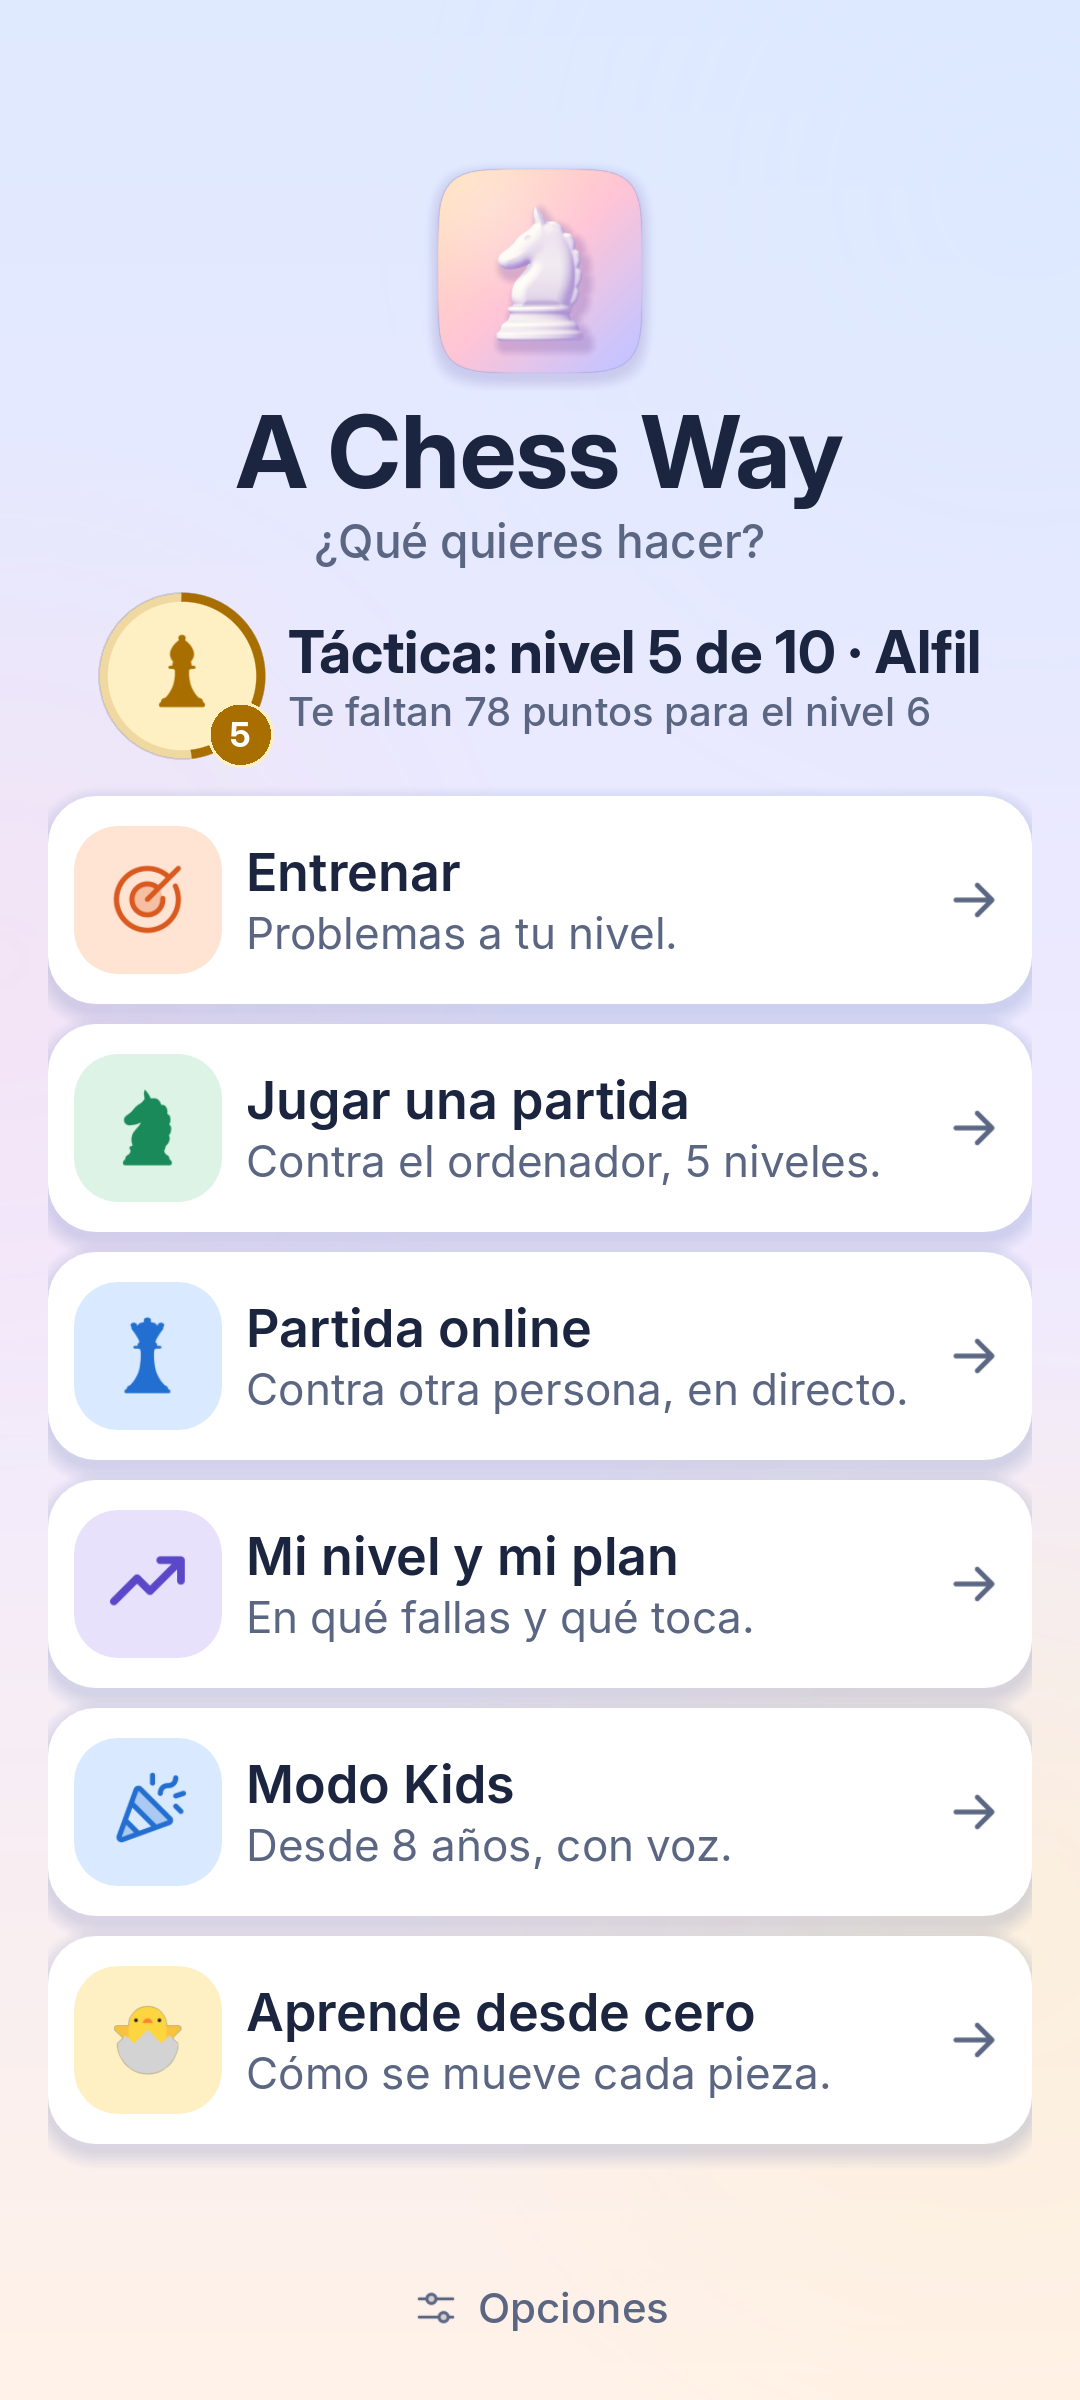 A Chess Way
¿Qué quieres hacer?
Táctica: nivel 5 de 10 · Alfil
Te faltan 78 puntos para el nivel 6
5
Entrenar
Problemas a tu nivel.
Jugar una partida
Contra el ordenador, 5 niveles.
Partida online
Contra otra persona, en directo.
Mi nivel y mi plan
En qué fallas y qué toca.
Modo Kids
Desde 8 años, con voz.
Aprende desde cero
Cómo se mueve cada pieza.
Opciones